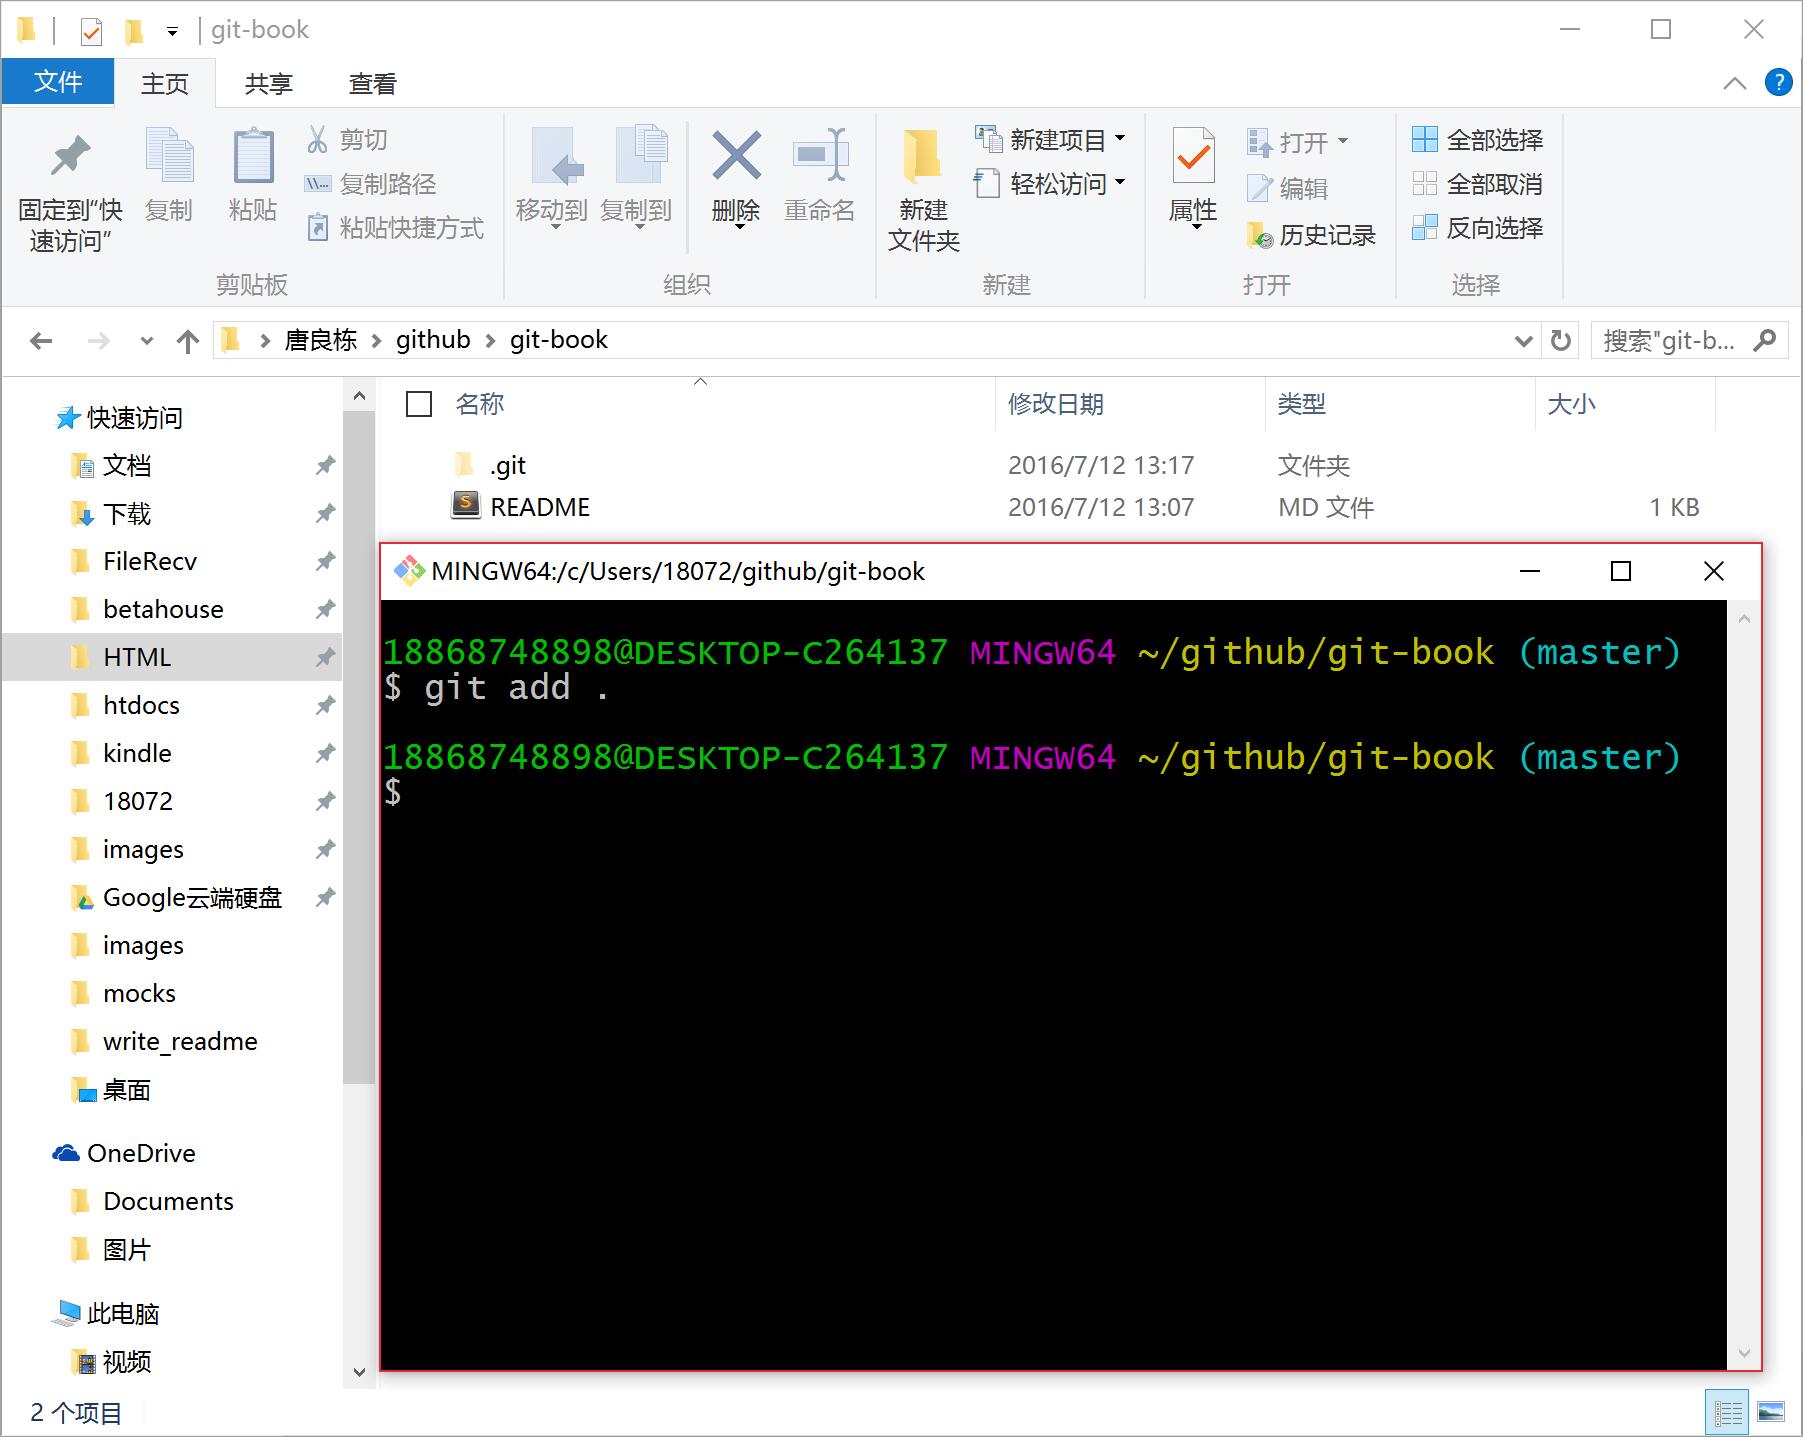 git-book
文件 主页 共享 查看
固定到“快速访问”
复制
粘贴
剪切
复制路径
粘贴快捷方式
剪贴板
移动到
复制到
删除
重命名
组织
新建文件夹
新建项目
轻松访问
新建
属性
打开
编辑
历史记录
打开
全部选择
全部取消
反向选择
选择
唐良栋 github git-book
搜索"git-b...
名称 修改日期 类型 大小
.git 2016/7/12 13:17 文件夹
README 2016/7/12 13:07 MD 文件 1 KB
快速访问
文档
下载
FileRecv
betahouse
HTML
htdocs
kindle
18072
images
Google云端硬盘
images
mocks
write_readme
桌面
OneDrive
Documents
图片
此电脑
视频
MINGW64:/c/Users/18072/github/git-book
18868748898@DESKTOP-C264137 MINGW64 ~/github/git-book (master)
$ git add .
18868748898@DESKTOP-C264137 MINGW64 ~/github/git-book (master)
$
2 个项目